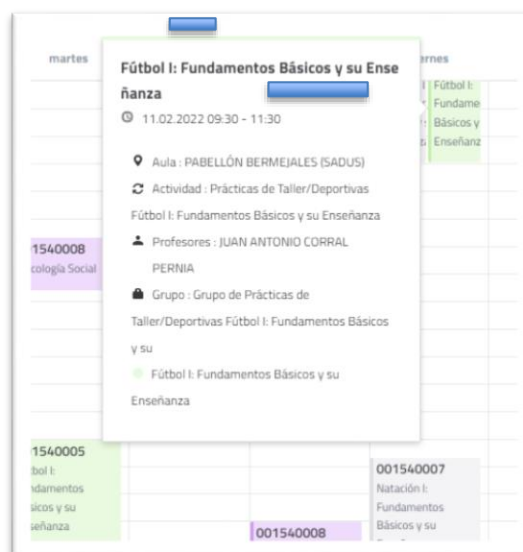 martes
ernes
Fútbol I: Fundamentos Básicos y su Ense
ñanza
11.02.2022 09:30 - 11:30
Aula : PABELLÓN BERMEJALES (SADUS)
Actividad : Prácticas de Taller/Deportivas
Fútbol I: Fundamentos Básicos y su Enseñanza
Profesores : JUAN ANTONIO CORRAL
PERNIA
Grupo : Grupo de Prácticas de
Taller/Deportivas Fútbol I: Fundamentos Básicos
y su
Fútbol I: Fundamentos Básicos y su
Enseñanza
Fútbol I:
Fundame
Básicos y
Enseñanz
01540008
cología Social
01540005
tbol I:
ndamentos
sicos y su
señanza
001540008
001540007
Natación I:
Fundamentos
Básicos y su